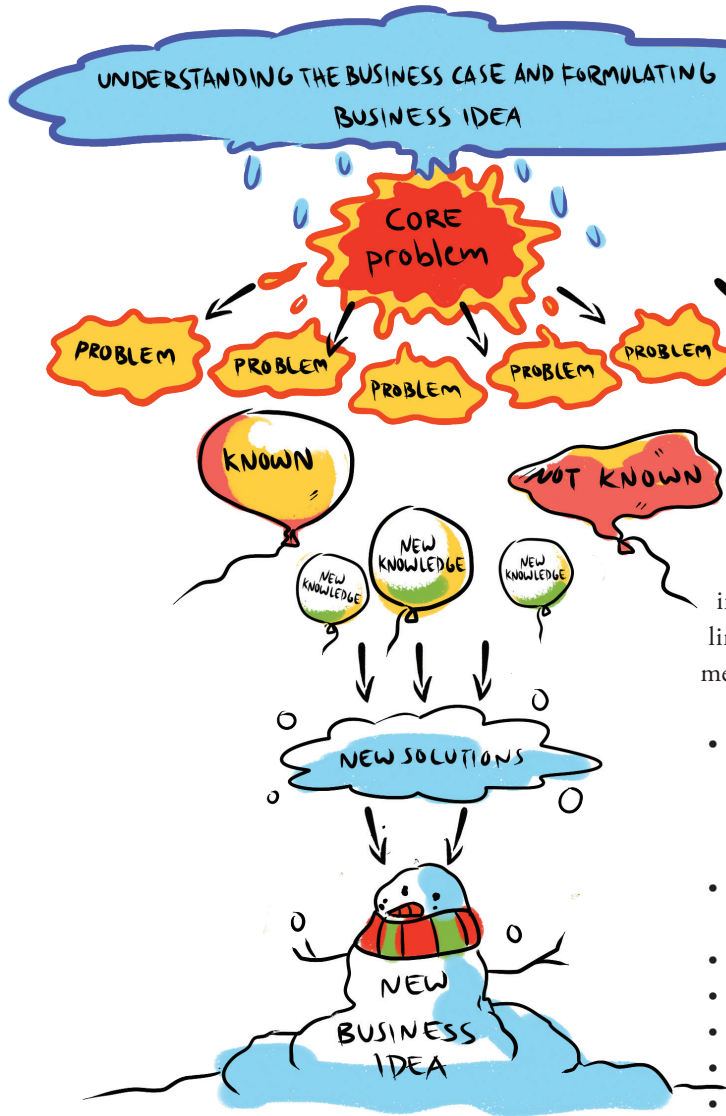 UNDERSTANDING THE BUSINESS CASE AND FORMULATING
BUSINESS IDEA
CORE
problem
PROBLEM
PROBLEM
PROBLEM
PROBLEM
PROBLEM
KNOWN
NOT KNOWN
NEW
KNOWLEDGE
NEW
KNOWLEDGE
NEW
KNOWLEDGE
NEW SOLUTIONS
NEW
BUSINESS
IDEA